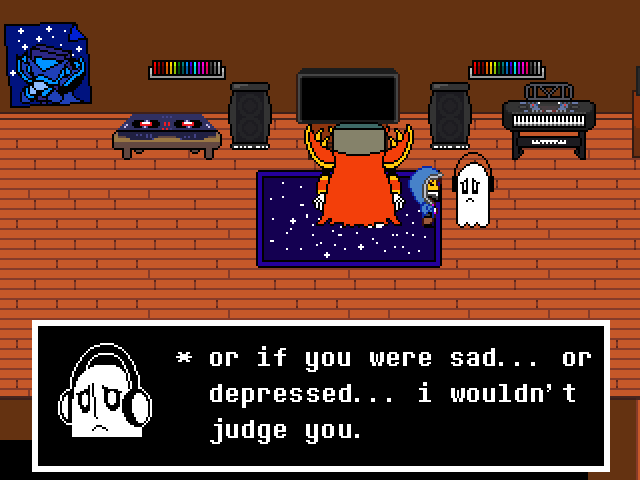 * or if you were sad... or
depressed... i wouldn't
judge you.